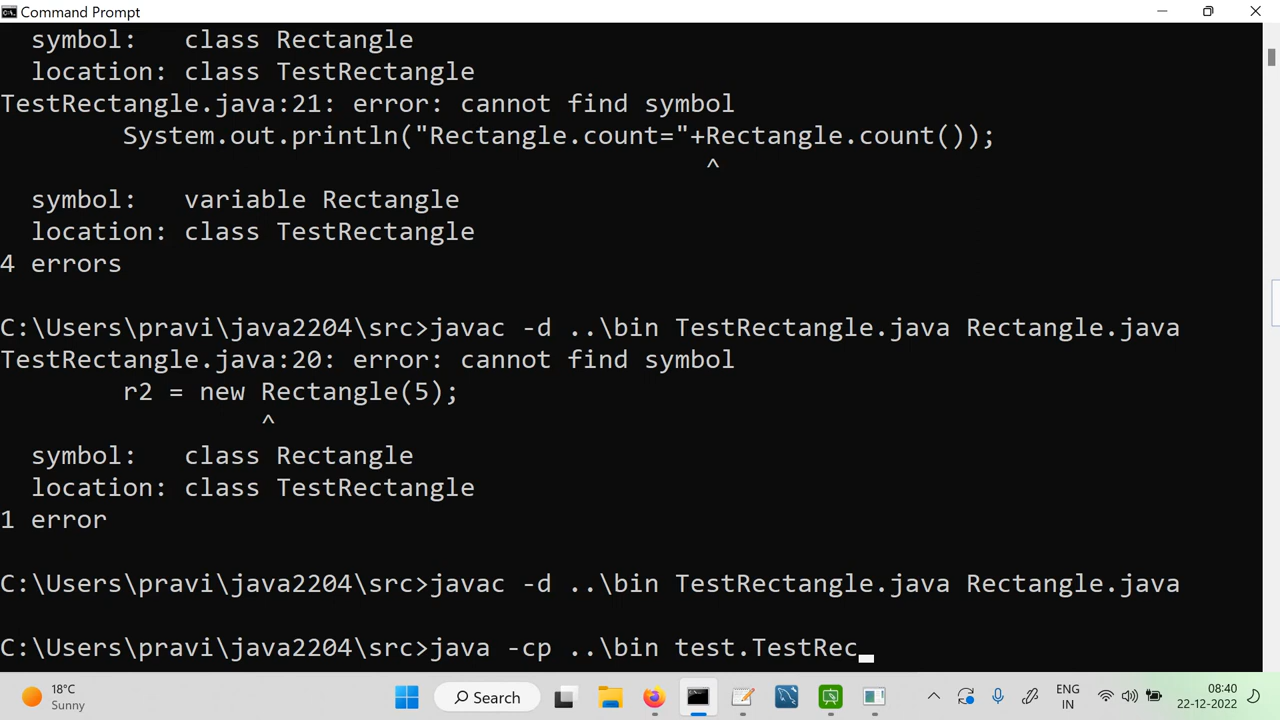 Command Prompt
symbol:   class Rectangle
location: class TestRectangle
TestRectangle.java:21: error: cannot find symbol
System.out.println("Rectangle.count="+Rectangle.count());
^
symbol:   variable Rectangle
location: class TestRectangle
4 errors
C:\Users\pravi\java2204\src>javac -d ..\bin TestRectangle.java Rectangle.java
TestRectangle.java:20: error: cannot find symbol
r2 = new Rectangle(5);
^
symbol:   class Rectangle
location: class TestRectangle
1 error
C:\Users\pravi\java2204\src>javac -d ..\bin TestRectangle.java Rectangle.java
C:\Users\pravi\java2204\src>java -cp ..\bin test.TestRec_
18°C
Sunny
Search
ENG
IN
08:40
22-12-2022